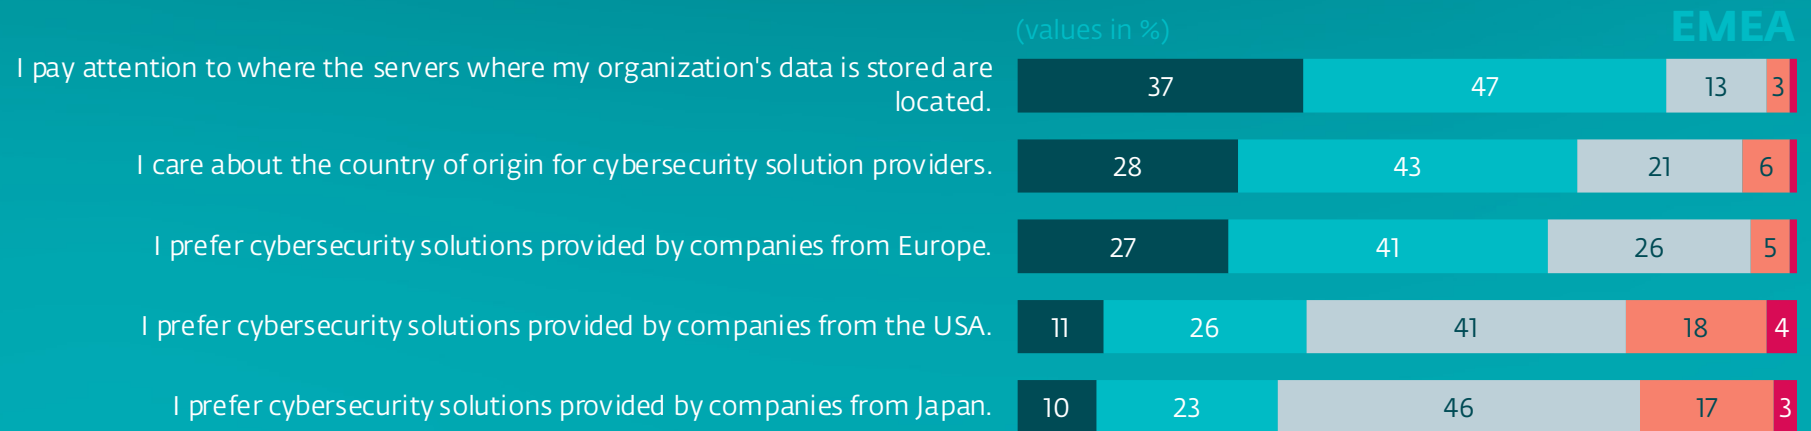 (values in %) EMEA
I pay attention to where the servers where my organization's data is stored are
located.
37 47 13 3
I care about the country of origin for cybersecurity solution providers.
28 43 21 6
I prefer cybersecurity solutions provided by companies from Europe.
27 41 26 5
I prefer cybersecurity solutions provided by companies from the USA.
11 26 41 18 4
I prefer cybersecurity solutions provided by companies from Japan.
10 23 46 17 3